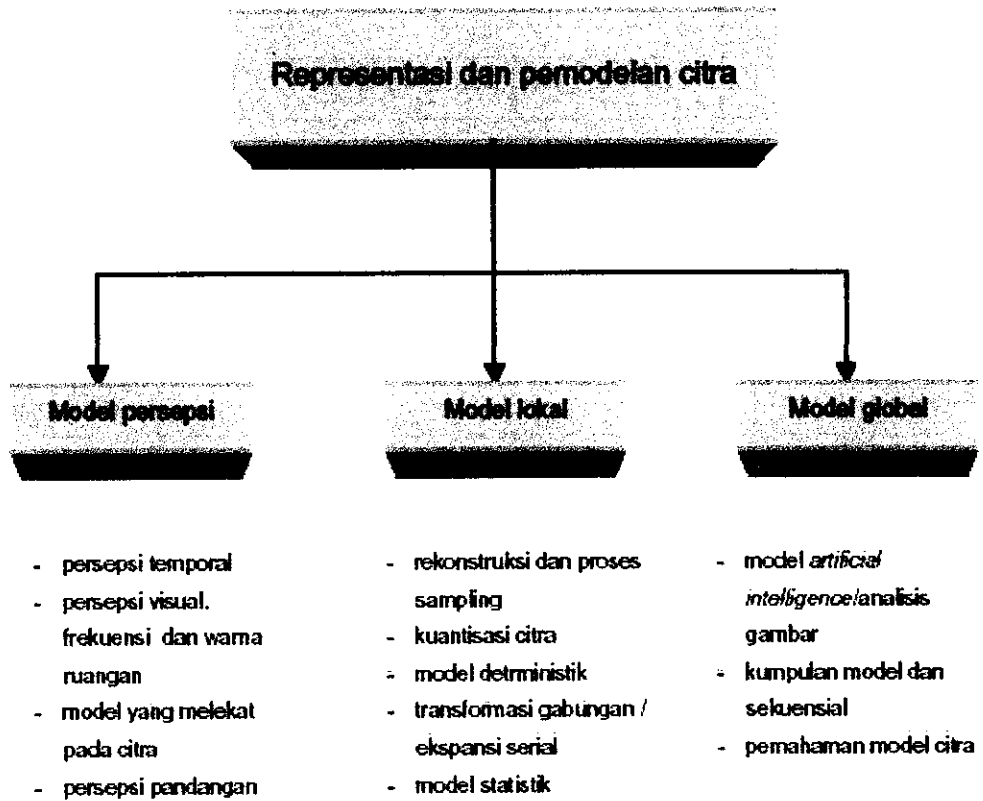 Representasi dan pemodelan citra
Model persepsi
Model lokal
Model global
- persepsi temporal
- persepsi visual.
frekuensi dan warna
ruangan
- model yang melekat
pada citra
- persepsi pandangan
- rekonstruksi dan proses
sampling
- kuantisasi citra
- model detrministik
- transformasi gabungan /
ekspansi serial
- model statistik
- model artificial
intelligence/analisis
gambar
- kumpulan model dan
sekuensial
- pemahaman model citra